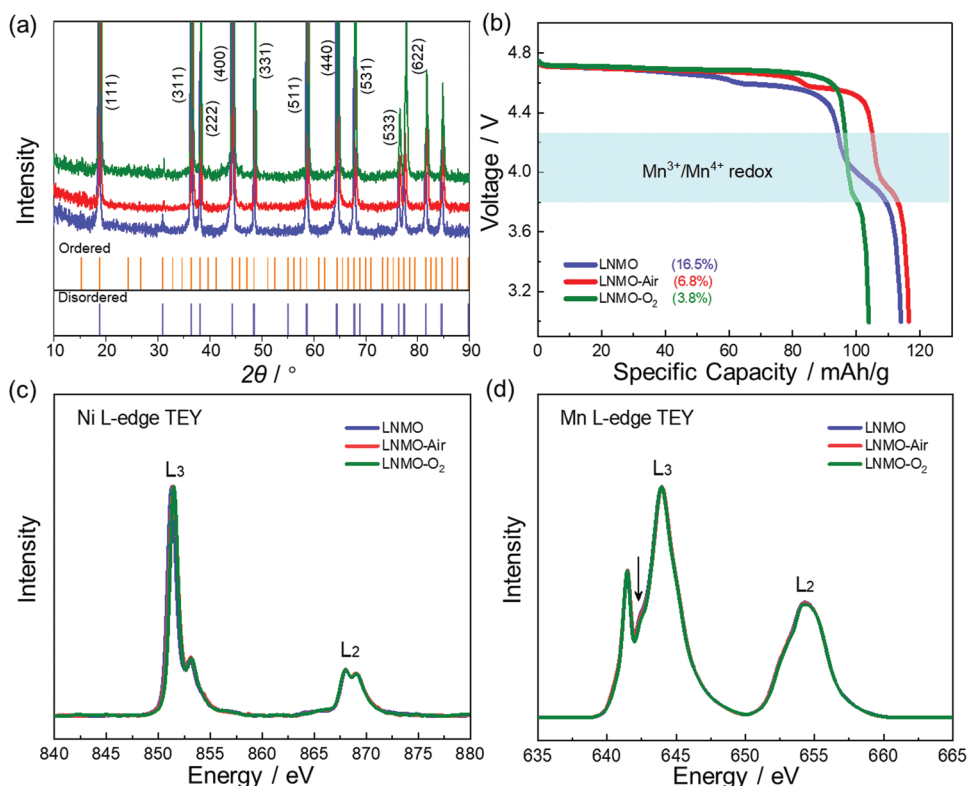 (a)
Intensity
(111)
(311)
(222)
(400)
(331)
(511)
(440)
(531)
(533)
(622)
Ordered
Disordered
10 20 30 40 50 60 70 80 90
2θ / °
(b)
Voltage / V
4.8
4.4
4.0
3.6
3.2
Mn³⁺/Mn⁴⁺ redox
LNMO (16.5%)
LNMO-Air (6.8%)
LNMO-O₂ (3.8%)
0 20 40 60 80 100 120
Specific Capacity / mAh/g
(c)
Ni L-edge TEY
LNMO
LNMO-Air
LNMO-O₂
L₃
L₂
Intensity
840 845 850 855 860 865 870 875 880
Energy / eV
(d)
Mn L-edge TEY
LNMO
LNMO-Air
LNMO-O₂
L₃
L₂
Intensity
635 640 645 650 655 660 665
Energy / eV